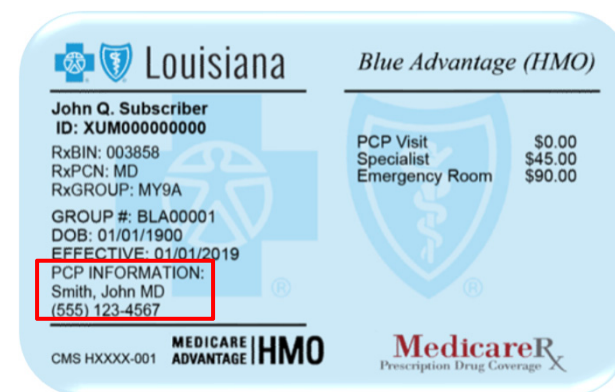 Louisiana
Blue Advantage (HMO)
John Q. Subscriber
ID: XUM000000000
RxBIN: 003858
RxPCN: MD
RxGROUP: MY9A
GROUP #: BLA00001
DOB: 01/01/1900
EFFECTIVE: 01/01/2019
PCP INFORMATION:
Smith, John MD
(555) 123-4567
PCP Visit $0.00
Specialist $45.00
Emergency Room $90.00
®
®
CMS HXXXX-001
MEDICARE
ADVANTAGE HMO
MedicareRx
Prescription Drug Coverage